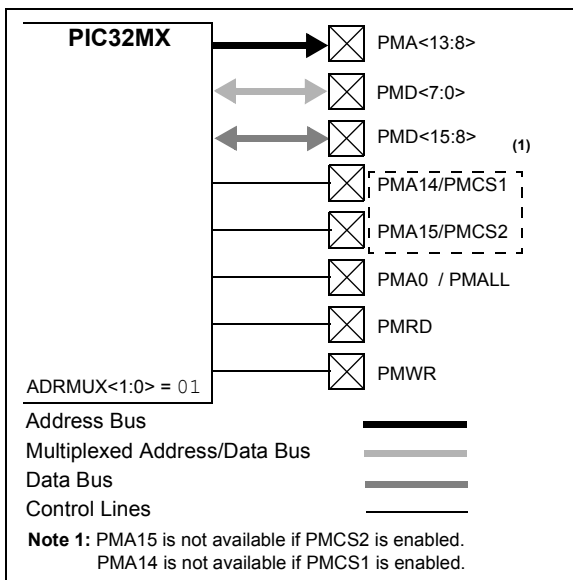 PIC32MX
PMA<13:8>
PMD<7:0>
PMD<15:8>
(1)
PMA14/PMCS1
PMA15/PMCS2
PMA0 / PMALL
PMRD
PMWR
ADRMUX<1:0> = 01
Address Bus
Multiplexed Address/Data Bus
Data Bus
Control Lines
Note 1: PMA15 is not available if PMCS2 is enabled.
PMA14 is not available if PMCS1 is enabled.